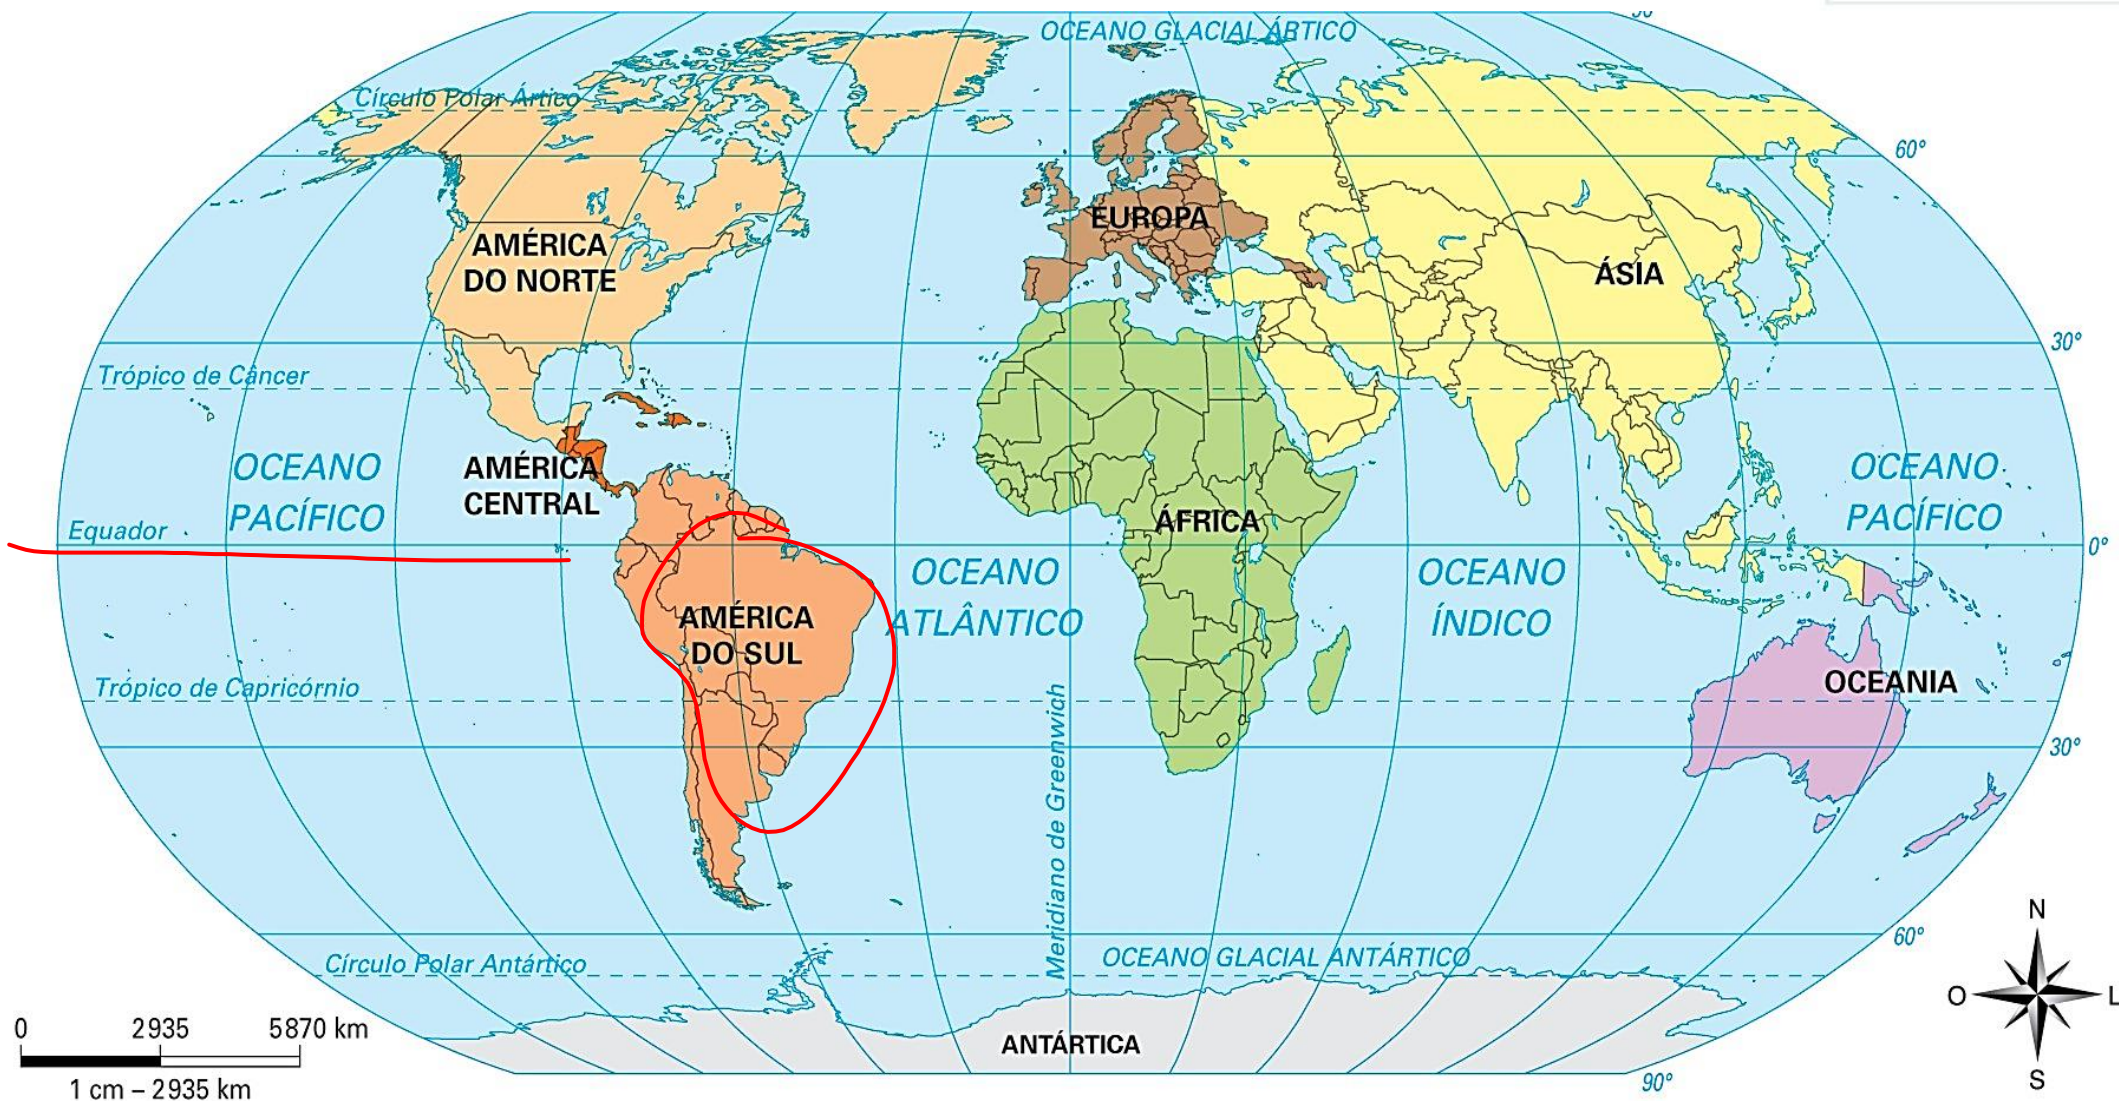 OCEANO GLACIAL ÁRTICO
Círculo Polar Ártico
60°
EUROPA
AMÉRICA
DO NORTE
ÁSIA
30°
Trópico de Câncer
OCEANO
PACÍFICO
AMÉRICA
CENTRAL
OCEANO
PACÍFICO
ÁFRICA
Equador
0°
OCEANO
ATLÂNTICO
OCEANO
ÍNDICO
AMÉRICA
DO SUL
OCEANIA
Trópico de Capricórnio
30°
Meridiano de Greenwich
60°
OCEANO GLACIAL ANTÁRTICO
Círculo Polar Antártico
ANTÁRTICA
90°
N
O
L
S
0 2935 5870 km
1 cm – 2935 km